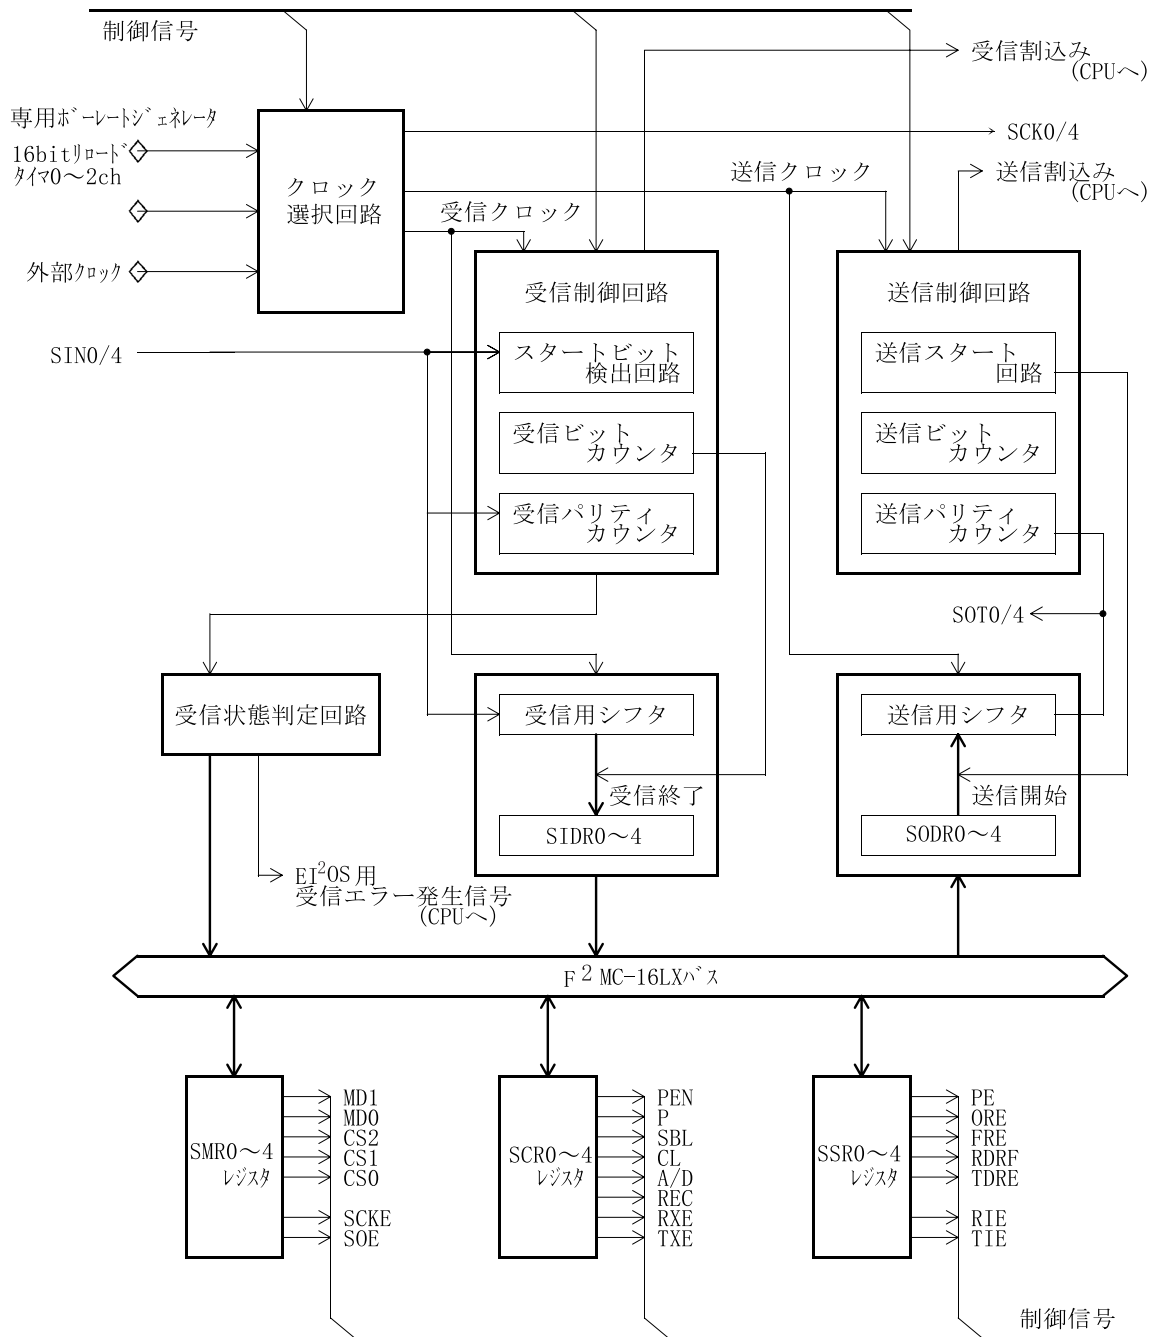 制御信号
受信割込み
(CPUへ)
専用ﾎﾞｰﾚｰﾄｼﾞｪﾈﾚｰﾀ
SCK0/4
16bitﾘﾛｰﾄﾞ
ﾀｲﾏ0～2ch
送信クロック
送信割込み
(CPUへ)
クロック
選択回路
受信クロック
外部ｸﾛｯｸ
受信制御回路
送信制御回路
SIN0/4
スタートビット
検出回路
送信スタート
回路
受信ビット
カウンタ
送信ビット
カウンタ
受信パリティ
カウンタ
送信パリティ
カウンタ
SOT0/4
受信状態判定回路
受信用シフタ
送信用シフタ
受信終了
送信開始
SIDR0～4
SODR0～4
EI²OS用
受信エラー発生信号
(CPUへ)
F² MC-16LXﾊﾞｽ
SMR0～4
ﾚｼﾞｽﾀ
MD1
MD0
CS2
CS1
CS0
SCKE
SOE
SCR0～4
ﾚｼﾞｽﾀ
PEN
P
SBL
CL
A/D
REC
RXE
TXE
SSR0～4
ﾚｼﾞｽﾀ
PE
ORE
FRE
RDRF
TDRE
RIE
TIE
制御信号